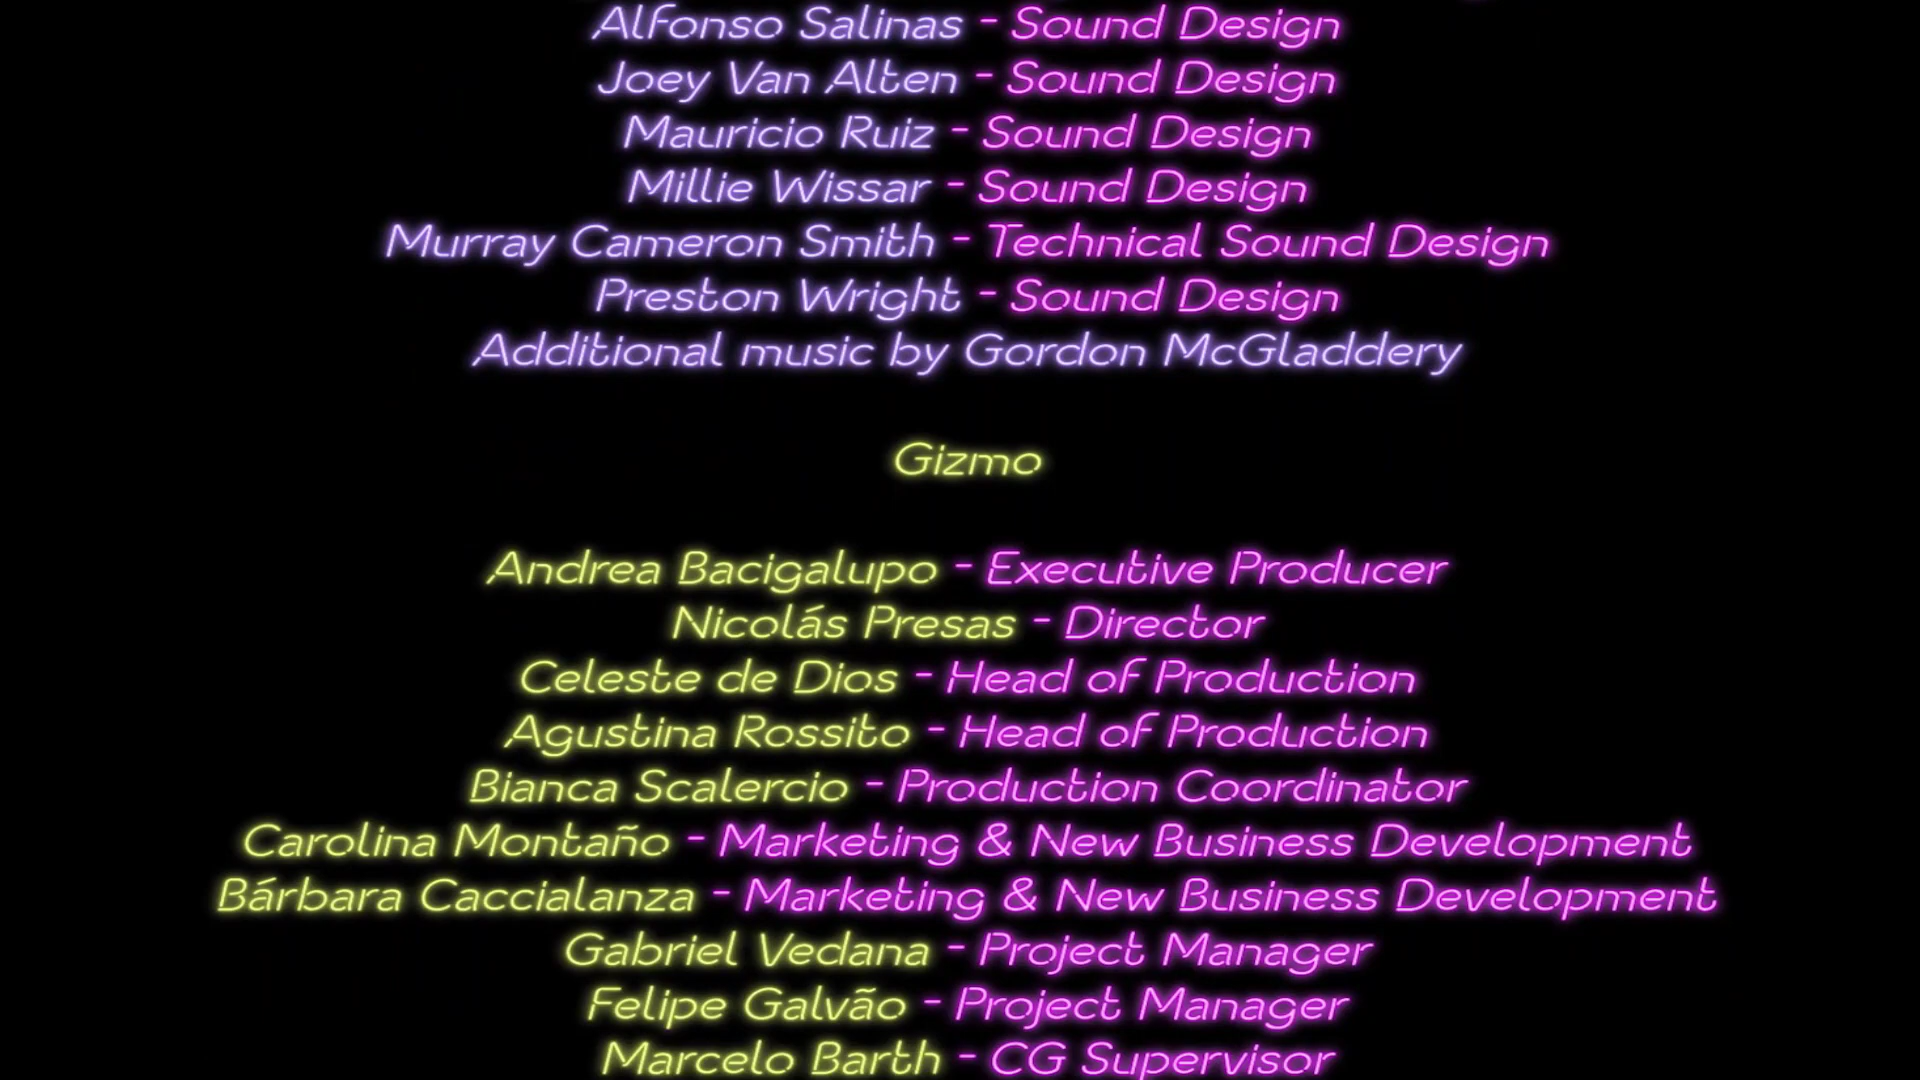 Alfonso Salinas - Sound Design
Joey Van Alten - Sound Design
Mauricio Ruiz - Sound Design
Millie Wissar - Sound Design
Murray Cameron Smith - Technical Sound Design
Preston Wright - Sound Design
Additional music by Gordon McGladdery
Gizmo
Andrea Bacigalupo - Executive Producer
Nicolás Presas - Director
Celeste de Dios - Head of Production
Agustina Rossito - Head of Production
Bianca Scalercio - Production Coordinator
Carolina Montaño - Marketing & New Business Development
Bárbara Caccialanza - Marketing & New Business Development
Gabriel Vedana - Project Manager
Felipe Galvão - Project Manager
Marcelo Barth - CG Supervisor